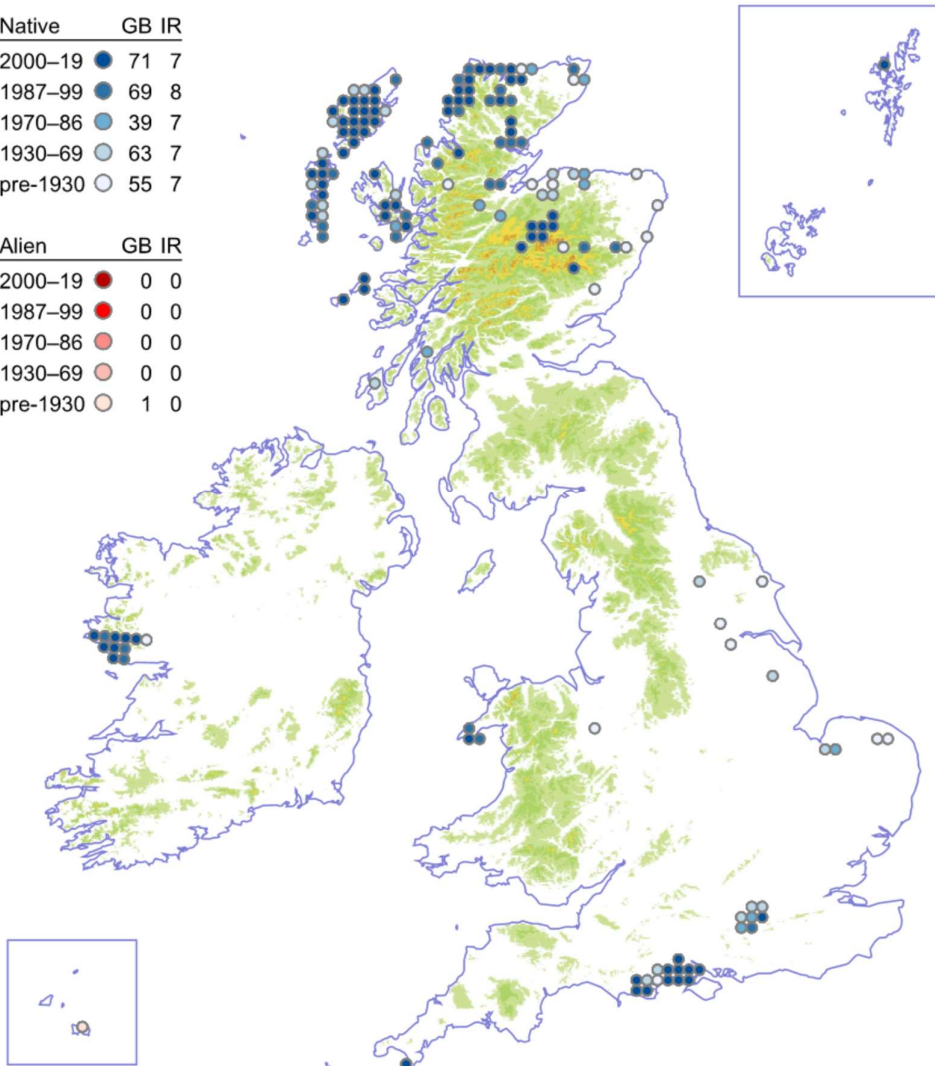 Native GB IR
2000–19 71 7
1987–99 69 8
1970–86 39 7
1930–69 63 7
pre-1930 55 7
Alien GB IR
2000–19 0 0
1987–99 0 0
1970–86 0 0
1930–69 0 0
pre-1930 1 0